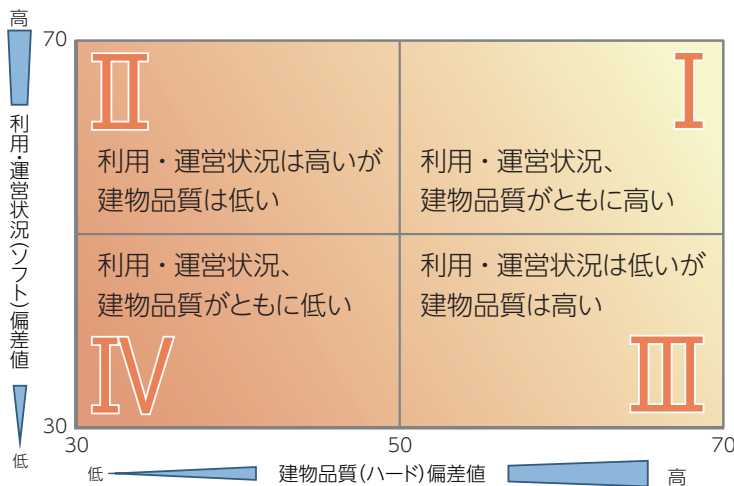 高
70
利用・運営状況(ソフト)偏差値
Ⅱ
利用・運営状況は高いが
建物品質は低い
Ⅰ
利用・運営状況、
建物品質がともに高い
利用・運営状況、
建物品質がともに低い
Ⅳ
利用・運営状況は低いが
建物品質は高い
Ⅲ
30
低
30
50
70
低
建物品質(ハード)偏差値
高